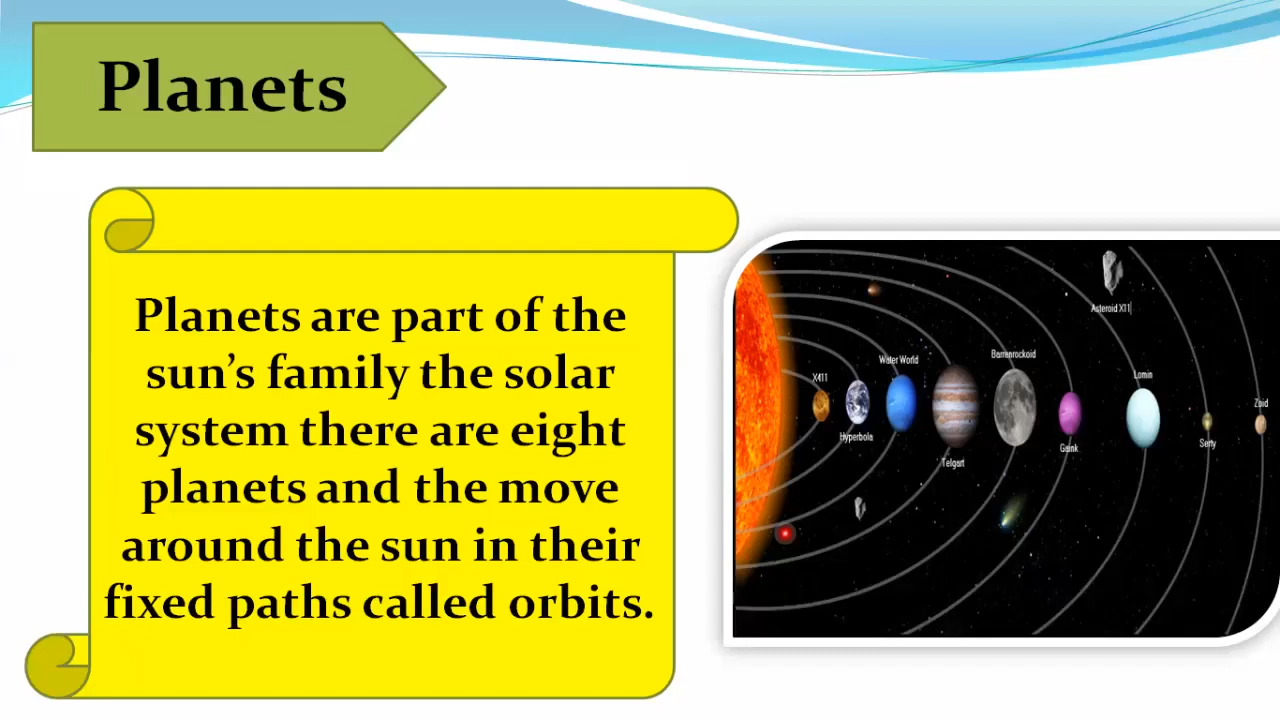 Planets
Planets are part of the
sun's family the solar
system there are eight
planets and the move
around the sun in their
fixed paths called orbits.
Asteroid X11
Barrenrockoid
Water World
X411
Lomin
Zoid
Hyperbola
Gaink
Serty
Telgart